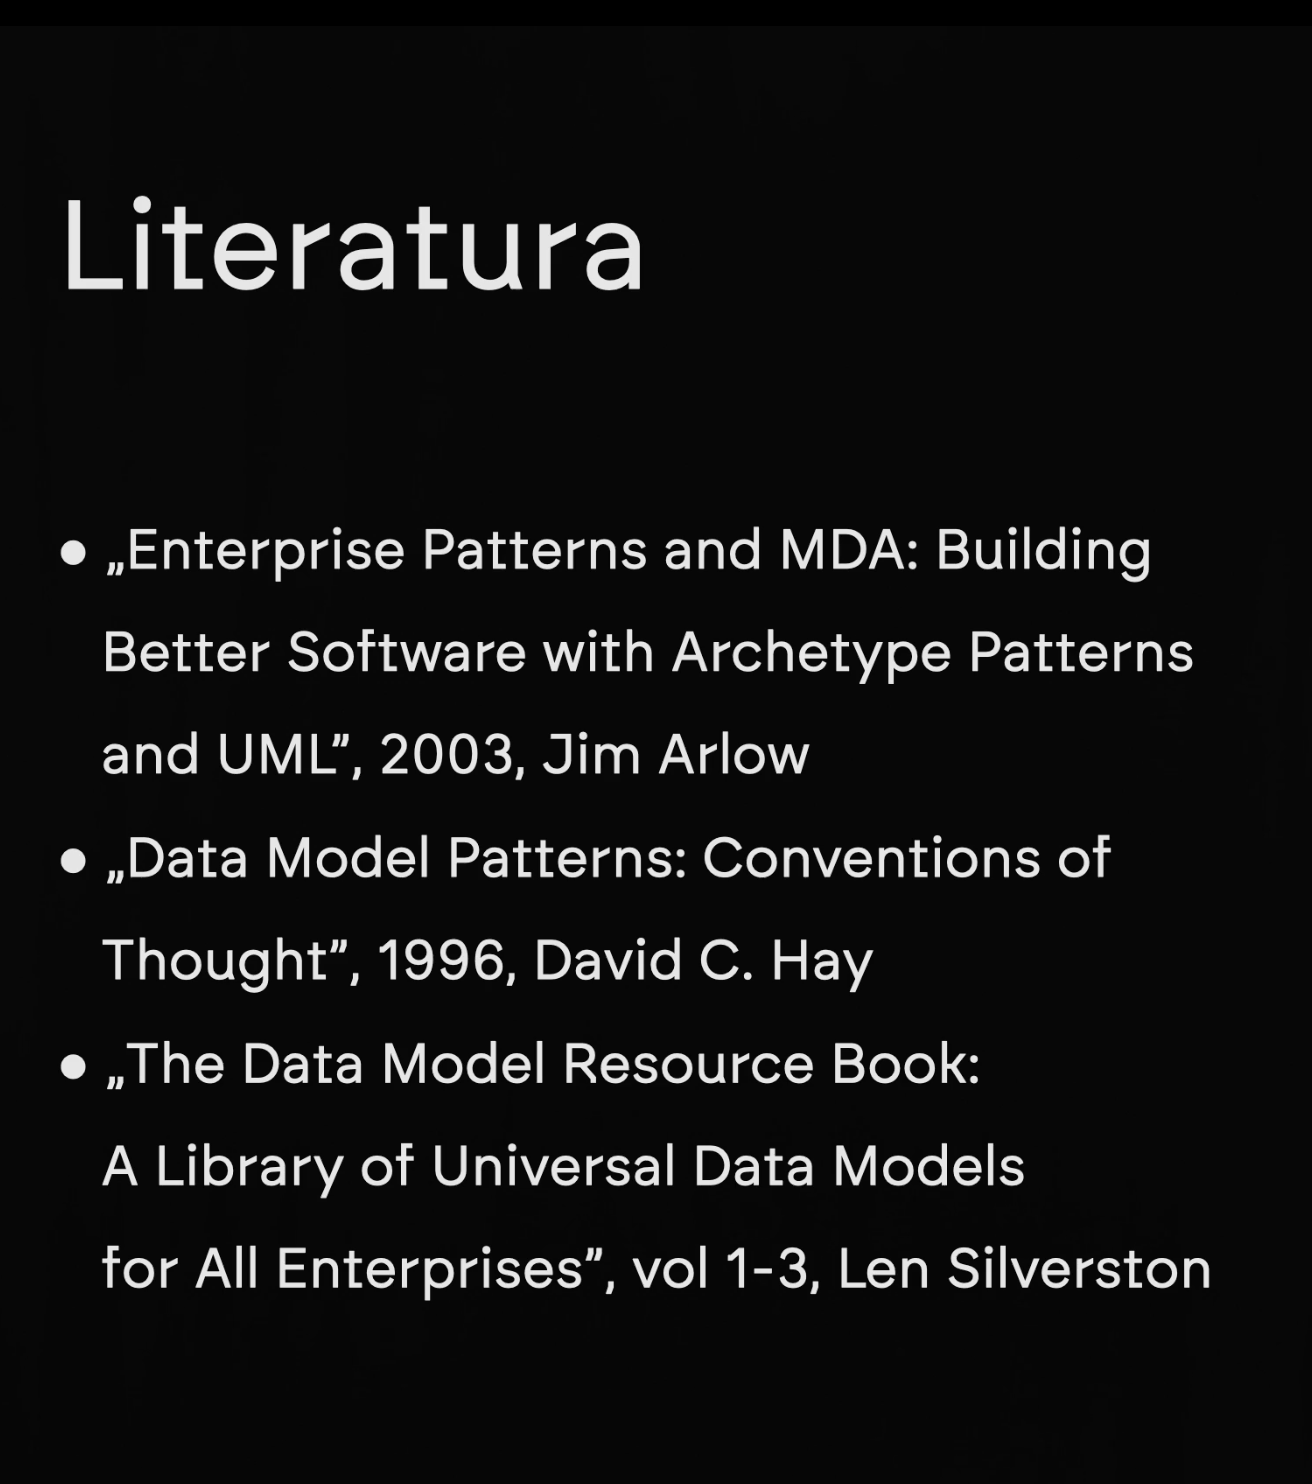 Literatura
• „Enterprise Patterns and MDA: Building
Better Software with Archetype Patterns
and UML”, 2003, Jim Arlow
• „Data Model Patterns: Conventions of
Thought”, 1996, David C. Hay
• „The Data Model Resource Book:
A Library of Universal Data Models
for All Enterprises”, vol 1-3, Len Silverston